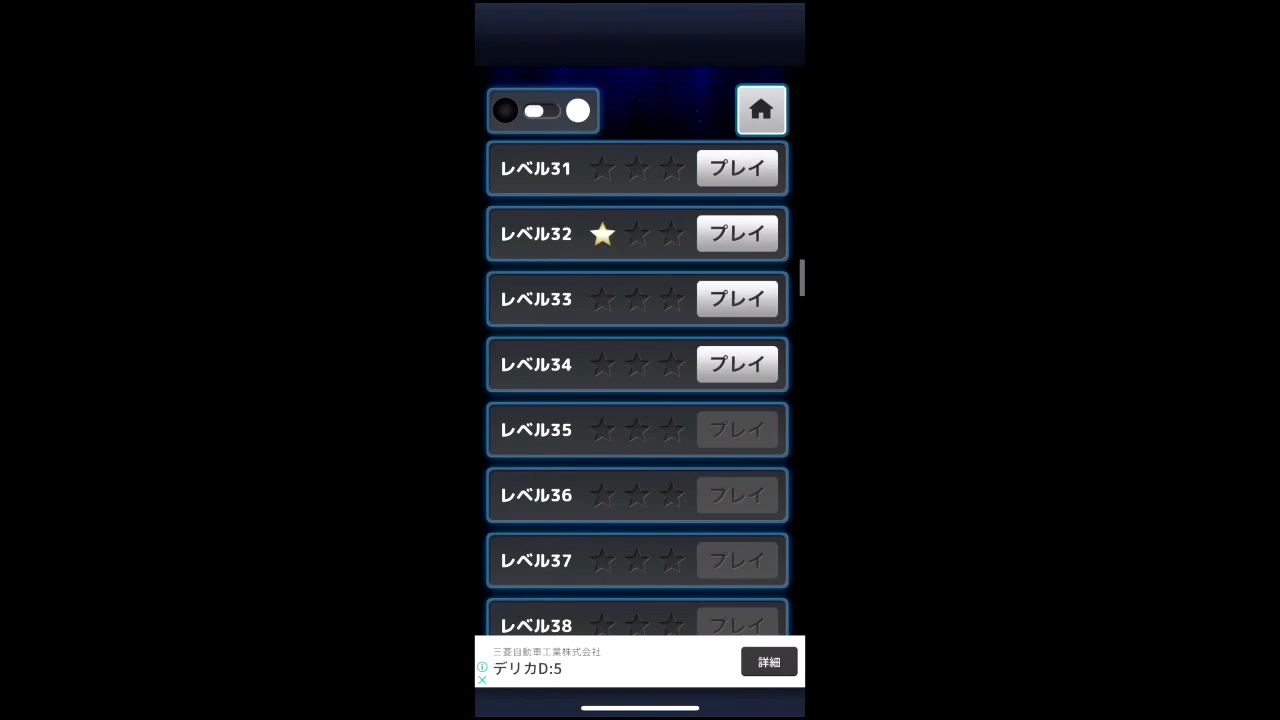 レベル31 プレイ
レベル32 プレイ
レベル33 プレイ
レベル34 プレイ
レベル35 プレイ
レベル36 プレイ
レベル37 プレイ
レベル38 プレイ
三菱自動車工業株式会社
デリカD:5
詳細